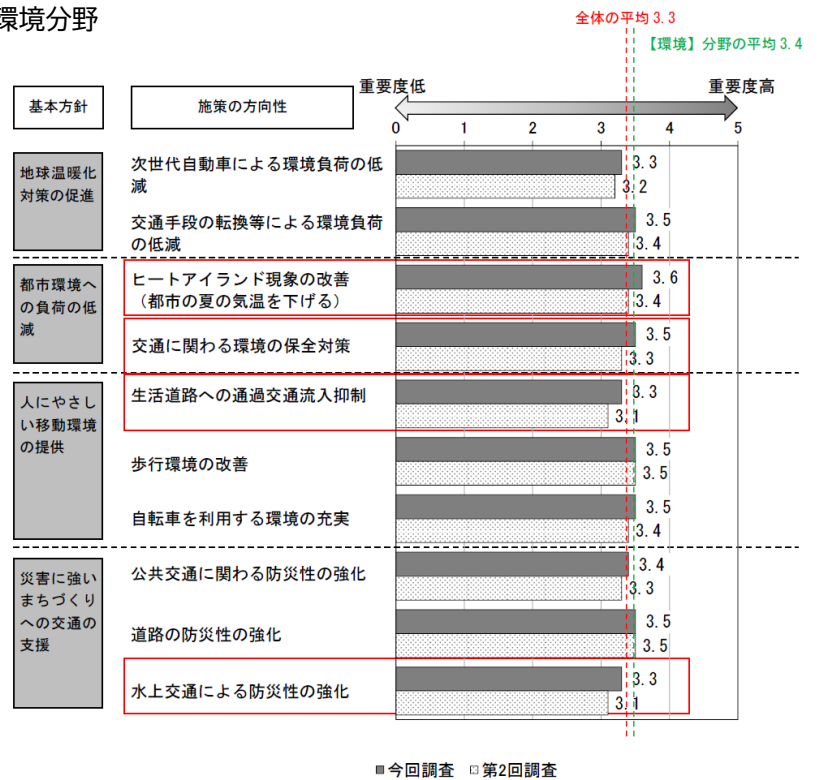 環境分野
全体の平均 3.3
【環境】分野の平均 3.4
重要度低
重要度高
基本方針
施策の方向性
0 1 2 3 4 5
地球温暖化
対策の促進
次世代自動車による環境負荷の低
減
3.3
3.2
交通手段の転換等による環境負荷
の低減
3.5
3.4
都市環境へ
の負荷の低
減
ヒートアイランド現象の改善
（都市の夏の気温を下げる）
3.6
3.4
交通に関わる環境の保全対策
3.5
3.3
人にやさし
い移動環境
の提供
生活道路への通過交通流入抑制
3.3
3.1
歩行環境の改善
3.5
3.5
自転車を利用する環境の充実
3.5
3.4
災害に強い
まちづくり
への交通の
支援
公共交通に関わる防災性の強化
3.4
3.3
道路の防災性の強化
3.5
3.5
水上交通による防災性の強化
3.3
3.1
今回調査 第2回調査